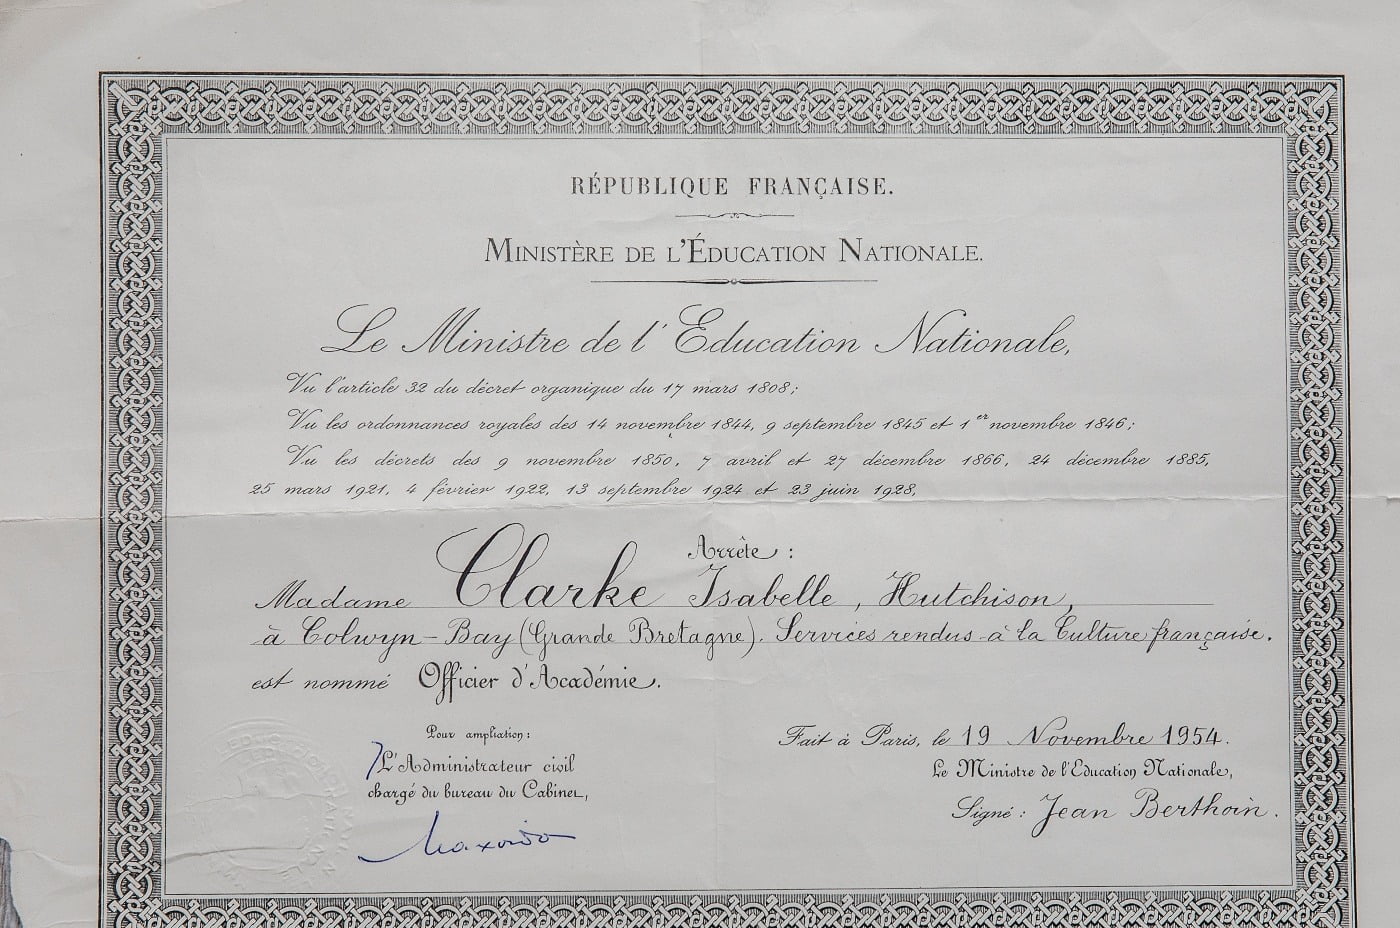 RÉPUBLIQUE FRANÇAISE.
MINISTÈRE DE L'ÉDUCATION NATIONALE.
Le Ministre de l'Education Nationale,
Vu l'article 32 du décret organique du 17 mars 1808;
Vu les ordonnances royales des 14 novembre 1844, 9 septembre 1845 et 1er novembre 1846;
Vu les décrets des 9 novembre 1850, 7 avril et 27 décembre 1866, 24 décembre 1885,
25 mars 1921, 4 février 1922, 13 septembre 1924 et 23 juin 1928,
Arrête :
Madame Clarke Isabelle, Hutchison,
à Colwyn-Bay (Grande Bretagne). Services rendus à la Culture française.
est nommé Officier d'Académie.
Pour ampliation :
L'Administrateur civil
chargé du bureau du Cabinet,
Fait à Paris, le 19 Novembre 1954.
Le Ministre de l'Education Nationale,
Signé : Jean Berthoin.